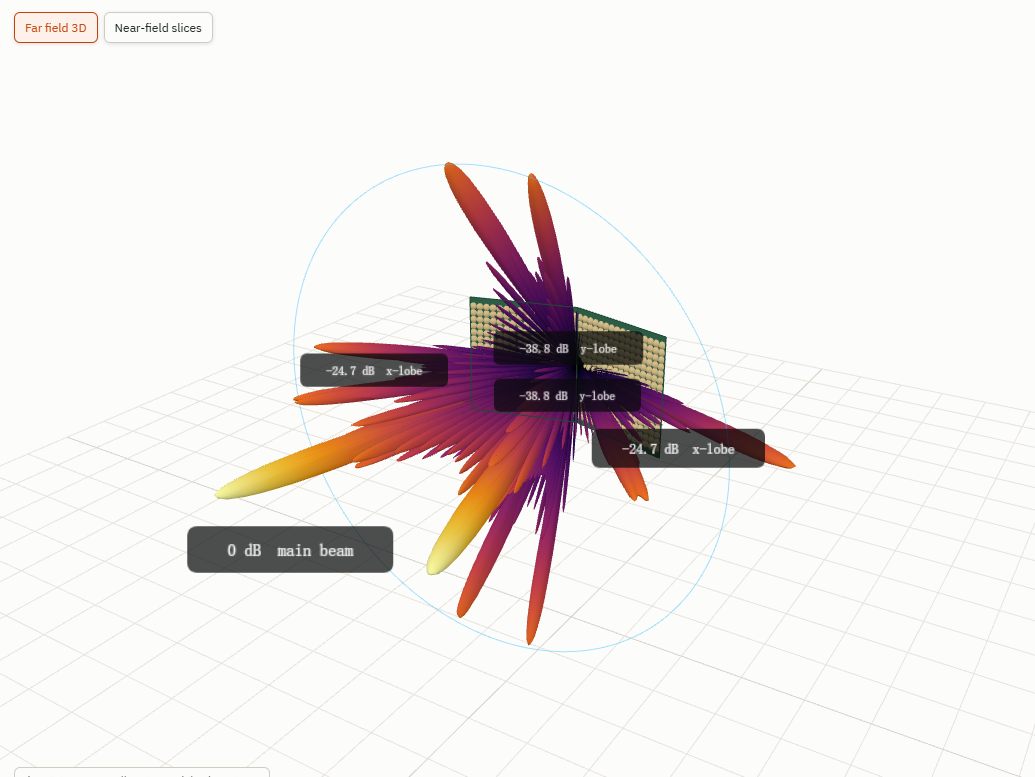 Far field 3D
Near-field slices
-38.8 dB y-lobe
-24.7 dB x-lobe
-38.8 dB y-lobe
-24.7 dB x-lobe
0 dB main beam